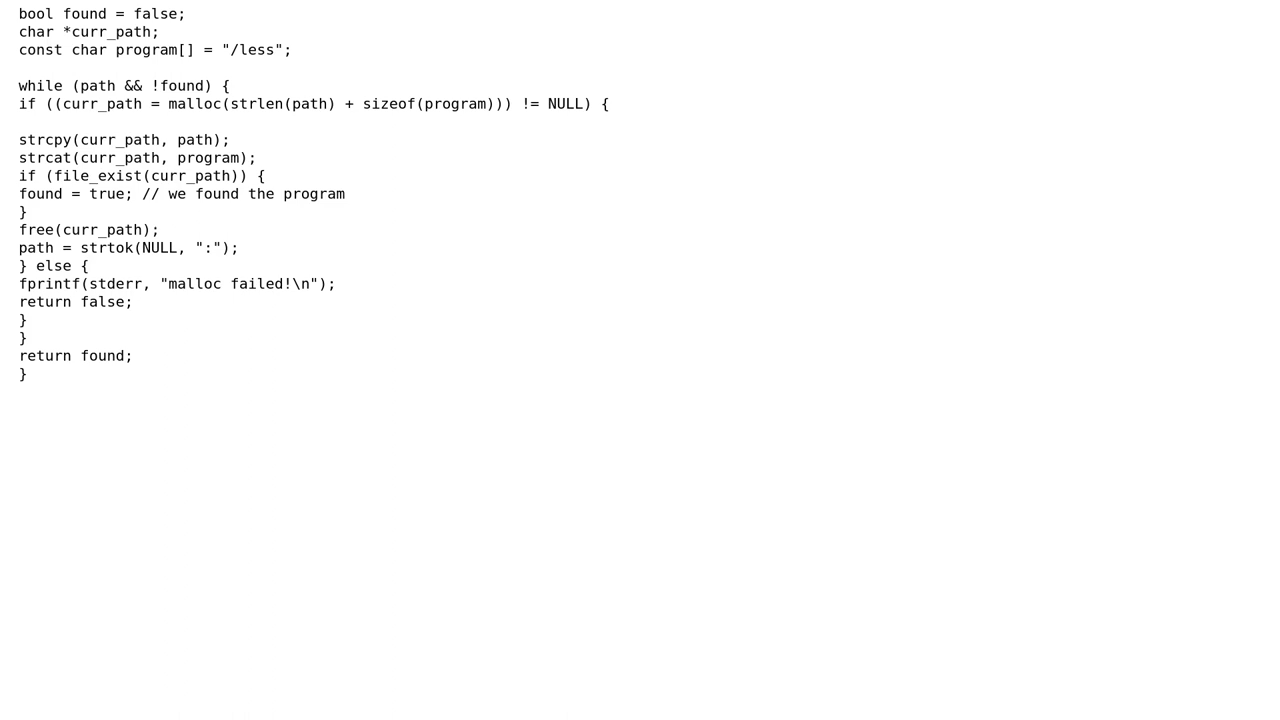 bool found = false;
char *curr_path;
const char program[] = "/less";
while (path && !found) {
if ((curr_path = malloc(strlen(path) + sizeof(program))) != NULL) {
strcpy(curr_path, path);
strcat(curr_path, program);
if (file_exist(curr_path)) {
found = true; // we found the program
}
free(curr_path);
path = strtok(NULL, ":");
} else {
fprintf(stderr, "malloc failed!\n");
return false;
}
}
return found;
}